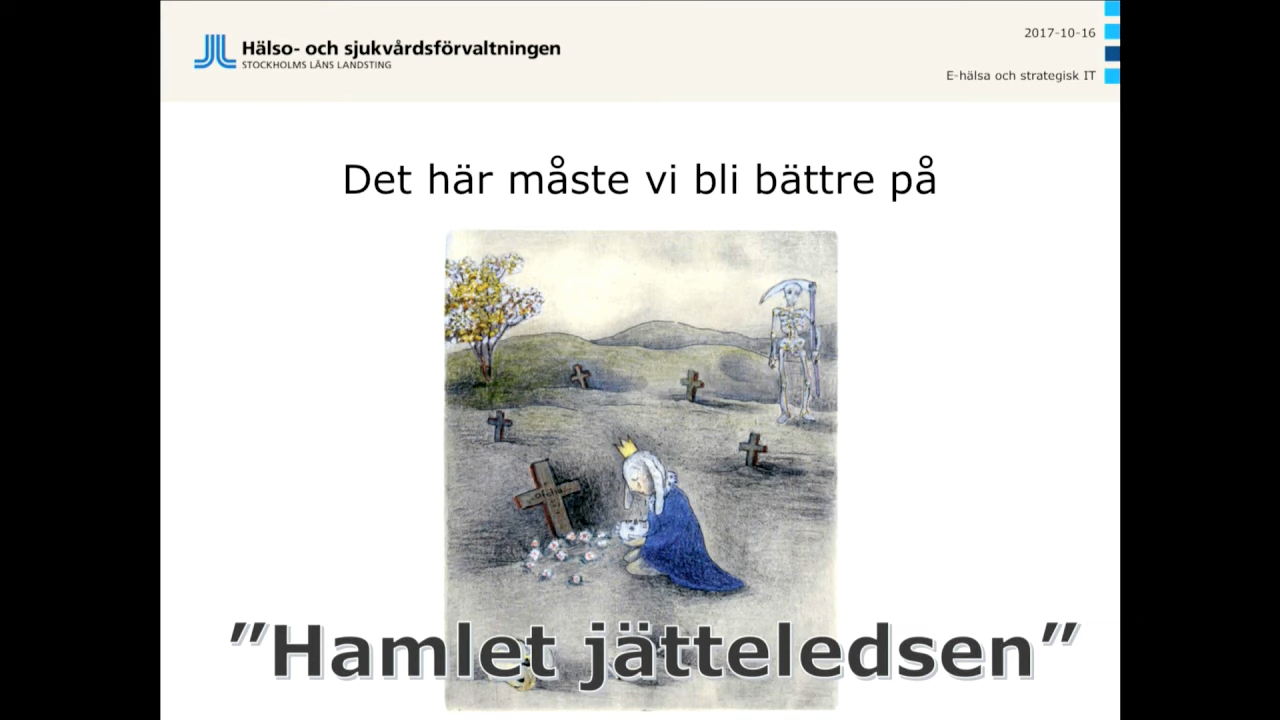 Hälso- och sjukvårdsförvaltningen
STOCKHOLMS LÄNS LANDSTING
2017-10-16
E-hälsa och strategisk IT
Det här måste vi bli bättre på
"Hamlet jätteledsen"